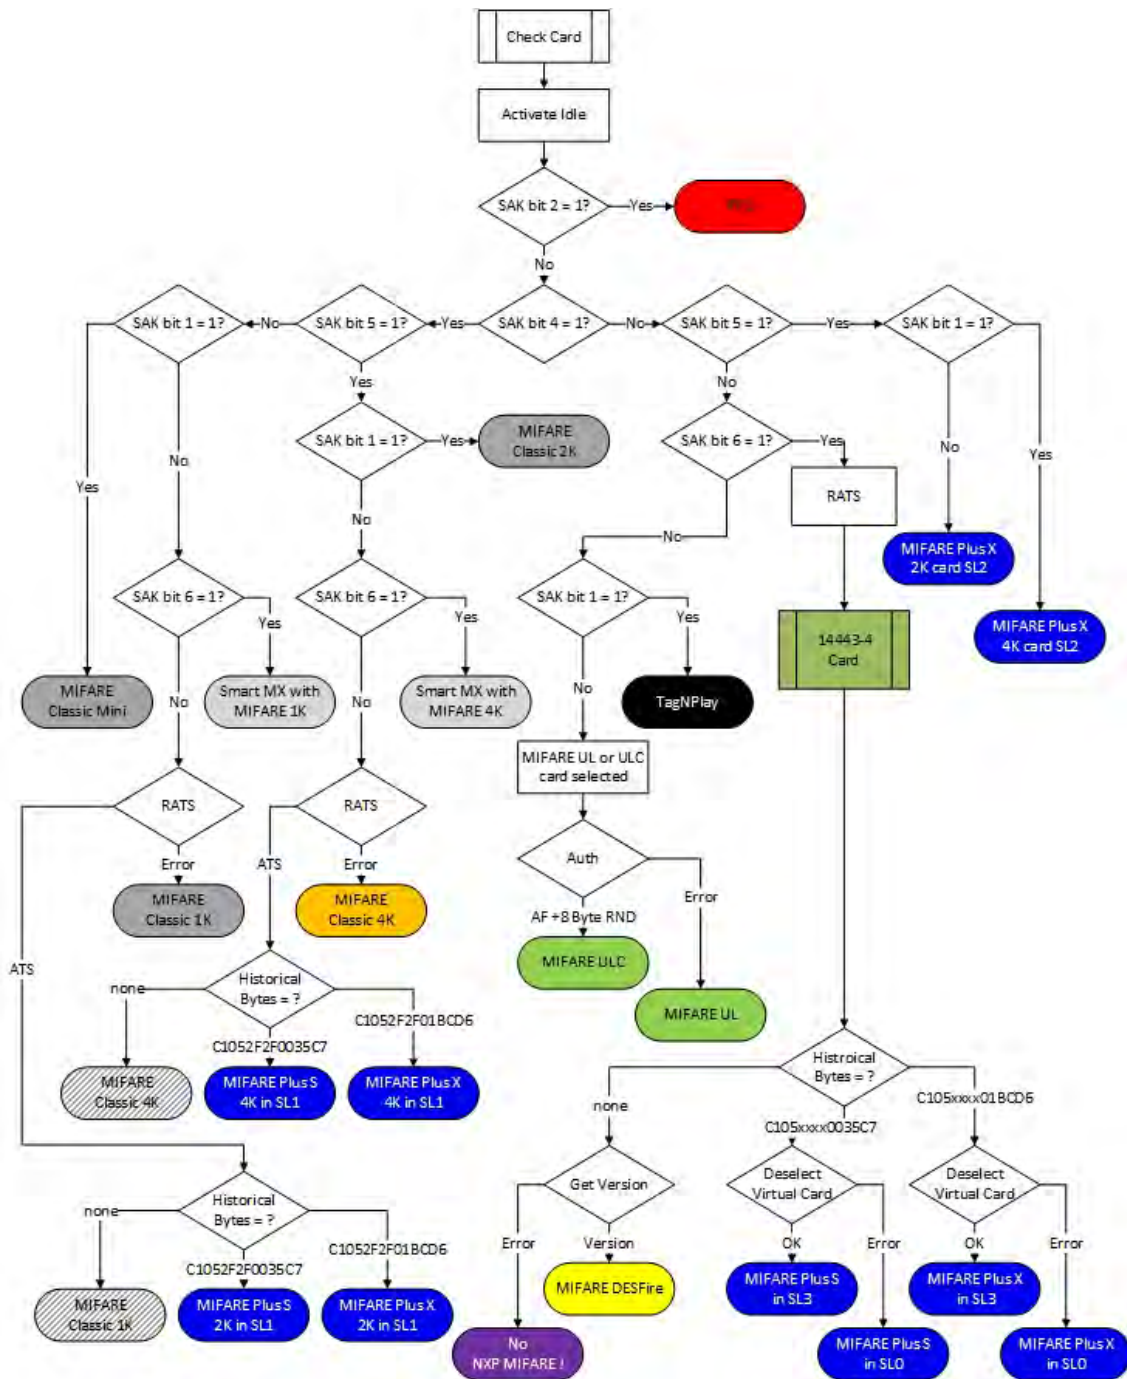 Check Card
Activate Idle
SAK bit 2 = 1?
Yes
No
SAK bit 1 = 1?
No
SAK bit 5 = 1?
Yes
SAK bit 4 = 1?
No
SAK bit 5 = 1?
Yes
SAK bit 1 = 1?
Yes
No
SAK bit 1 = 1?
Yes
MIFARE
Classic 2K
SAK bit 6 = 1?
Yes
RATS
No
Yes
Yes
No
No
No
MIFARE Plus X
2K card SL2
SAK bit 6 = 1?
Yes
SAK bit 6 = 1?
Yes
SAK bit 1 = 1?
Yes
14443-4
Card
MIFARE Plus X
4K card SL2
MIFARE
Classic Mini
No
Smart MX with
MIFARE 1K
No
Smart MX with
MIFARE 4K
No
TagNPlay
MIFARE UL or ULC
card selected
RATS
RATS
Error
ATS
Error
Auth
Error
MIFARE
Classic 1K
MIFARE
Classic 4K
AF +8 Byte RND
MIFARE ULC
ATS
Historical
Bytes = ?
none
C1052F2F01BCD6
C1052F2F0035C7
MIFARE UL
MIFARE
Classic 4K
MIFARE Plus S
4K in SL1
MIFARE Plus X
4K in SL1
Histroical
Bytes = ?
none
C105xxxx01BCD6
C105xxxx0035C7
Historical
Bytes = ?
none
C1052F2F01BCD6
C1052F2F0035C7
Get Version
Deselect
Virtual Card
Deselect
Virtual Card
Error
Version
OK
Error
OK
Error
MIFARE
Classic 1K
MIFARE Plus S
2K in SL1
MIFARE Plus X
2K in SL1
MIFARE DESFire
MIFARE Plus S
in SL3
MIFARE Plus X
in SL3
No
NXP MIFARE !
MIFARE Plus S
in SL0
MIFARE Plus X
in SL0